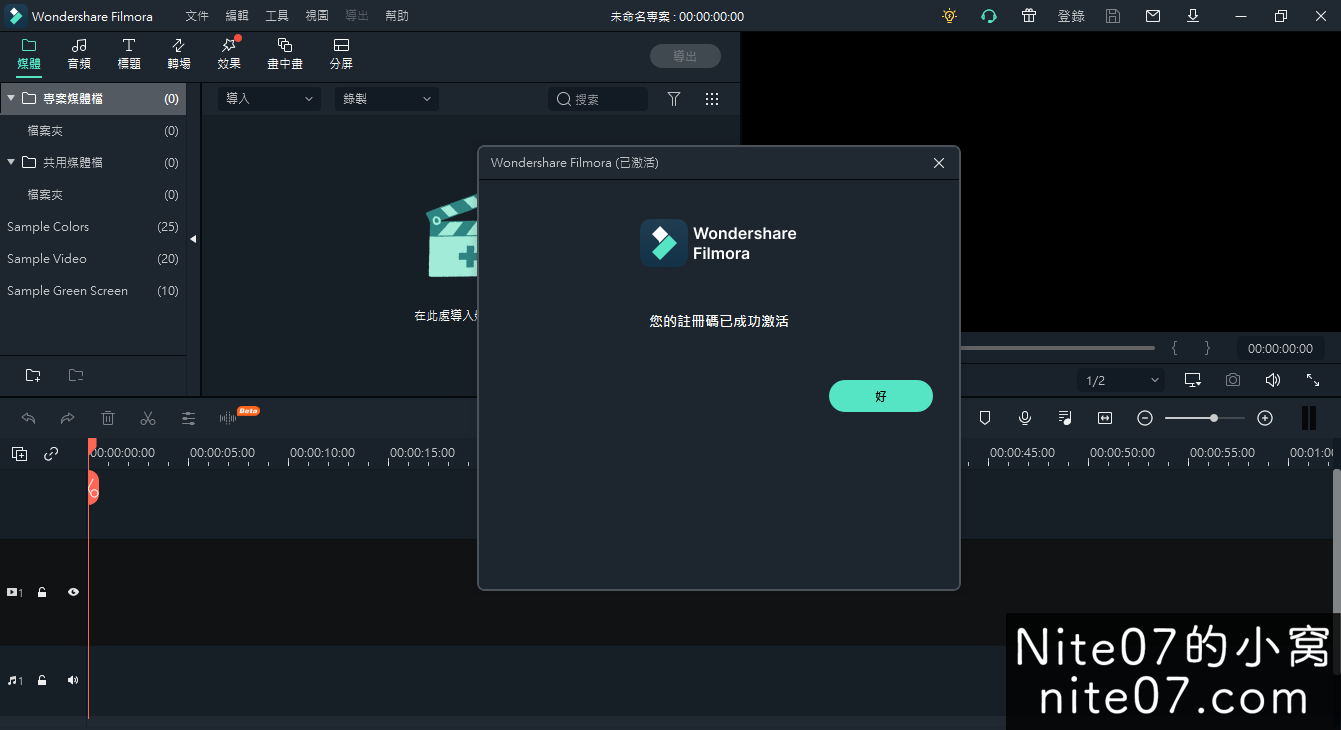 Wondershare Filmora 文件 編輯 工具 視圖 導出 幫助 未命名專案 : 00:00:00:00 登錄
媒體 音頻 標題 轉場 效果 畫中畫 分屏 導出
專案媒體檔 (0) 導入 錄製 搜索
檔案夾 (0)
共用媒體檔 (0)
檔案夾 (0)
Sample Colors (25)
Sample Video (20)
Sample Green Screen (10)
在此處導入
Wondershare Filmora (已激活)
Wondershare
Filmora
您的註冊碼已成功激活
好
{ } 00:00:00:00
1/2
Beta
00:00:00:00 00:00:05:00 00:00:10:00 00:00:15:00 00:00:45:00 00:00:50:00 00:00:55:00 00:01:00
1
1
Nite07的小窝
nite07.com